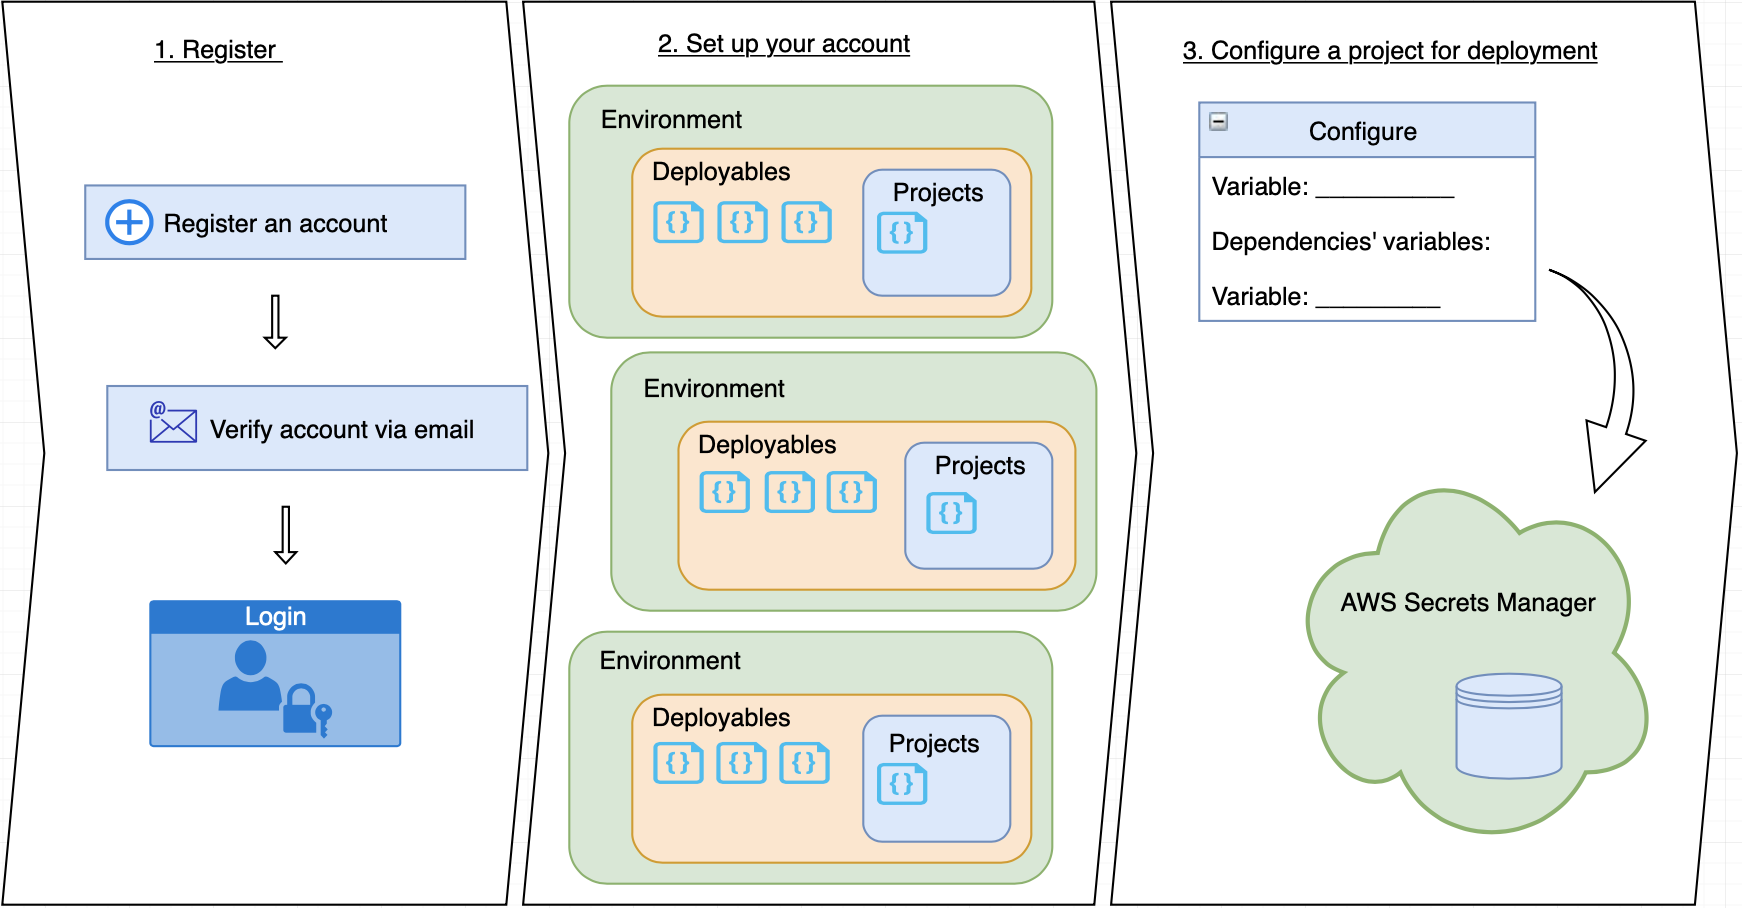 1. Register
Register an account
@
Verify account via email
Login
2. Set up your account
Environment
Deployables
Projects
{} {} {} {}
Environment
Deployables
Projects
{} {} {} {}
Environment
Deployables
Projects
{} {} {} {}
3. Configure a project for deployment
Configure
Variable: __________
Dependencies' variables:
Variable: _________
AWS Secrets Manager